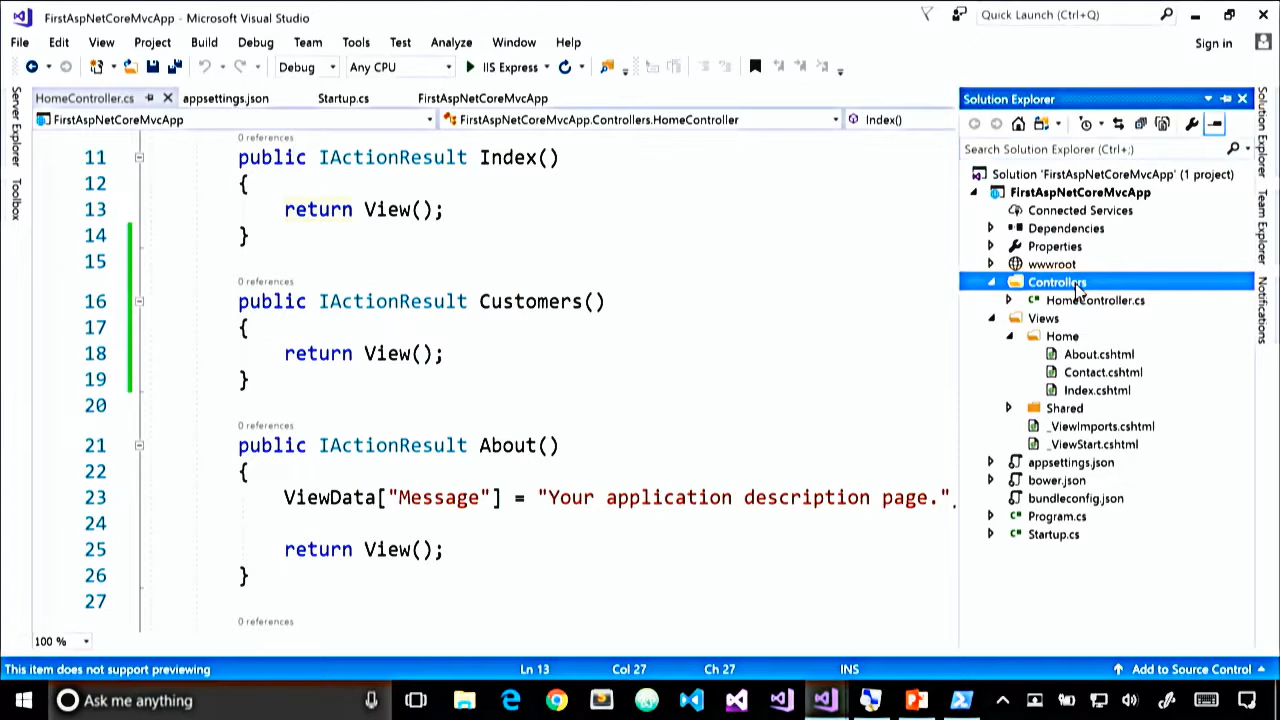 FirstAspNetCoreMvcApp - Microsoft Visual Studio
Quick Launch (Ctrl+Q)
File Edit View Project Build Debug Team Tools Test Analyze Window Help
Sign in
Debug Any CPU IIS Express
HomeController.cs appsettings.json Startup.cs FirstAspNetCoreMvcApp
FirstAspNetCoreMvcApp FirstAspNetCoreMvcApp.Controllers.HomeController Index()
Server Explorer
Toolbox
0 references
11 public IActionResult Index()
12 {
13 return View();
14 }
15
0 references
16 public IActionResult Customers()
17 {
18 return View();
19 }
20
0 references
21 public IActionResult About()
22 {
23 ViewData["Message"] = "Your application description page.".
24
25 return View();
26 }
27
0 references
100 %
Solution Explorer
Search Solution Explorer (Ctrl+;)
Solution 'FirstAspNetCoreMvcApp' (1 project)
FirstAspNetCoreMvcApp
Connected Services
Dependencies
Properties
wwwroot
Controllers
HomeController.cs
Views
Home
About.cshtml
Contact.cshtml
Index.cshtml
Shared
_ViewImports.cshtml
_ViewStart.cshtml
appsettings.json
bower.json
bundleconfig.json
Program.cs
Startup.cs
Solution Explorer
Team Explorer
Notifications
This item does not support previewing Ln 13 Col 27 Ch 27 INS Add to Source Control
Ask me anything